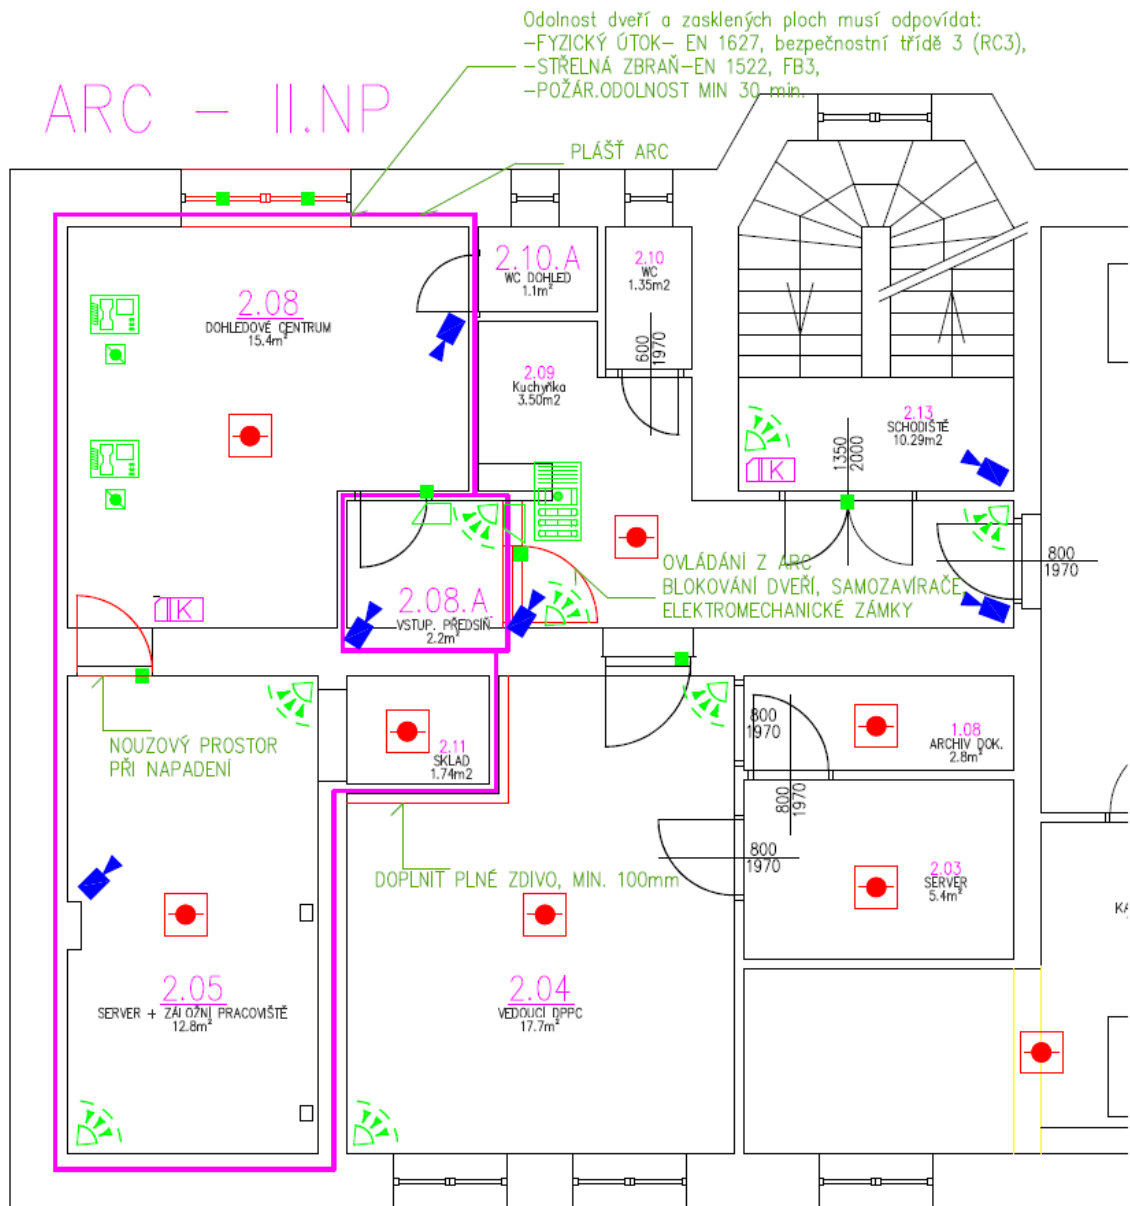 Odolnost dveří a zasklených ploch musí odpovídat:
-FYZICKÝ ÚTOK- EN 1627, bezpečnostní třídě 3 (RC3),
-STŘELNÁ ZBRAŇ-EN 1522, FB3,
-POŽÁR.ODOLNOST MIN 30 min.
ARC - II.NP
PLÁŠŤ ARC
2.10.A
WC DOHLED
1.1m²
2.10
WC
1.35m2
2.08
DOHLEDOVÉ CENTRUM
15.4m²
600
1970
2.09
Kuchyňka
3.50m2
2.13
SCHODIŠTĚ
10.29m2
1350
2000
K
OVLÁDÁNÍ Z ARC
BLOKOVÁNÍ DVEŘÍ, SAMOZAVÍRAČE,
ELEKTROMECHANICKÉ ZÁMKY
800
1970
2.08.A
VSTUP. PŘEDSÍŇ
2.2m²
K
NOUZOVÝ PROSTOR
PŘI NAPADENÍ
2.11
SKLAD
1.74m2
800
1970
1.08
ARCHIV DOK.
2.8m²
800
1970
800
1970
DOPLNIT PLNÉ ZDIVO, MIN. 100mm
2.03
SERVER
5.4m²
2.05
SERVER + ZÁLOŽNÍ PRACOVIŠTĚ
12.8m²
2.04
VEDOUCÍ DPPC
17.7m²